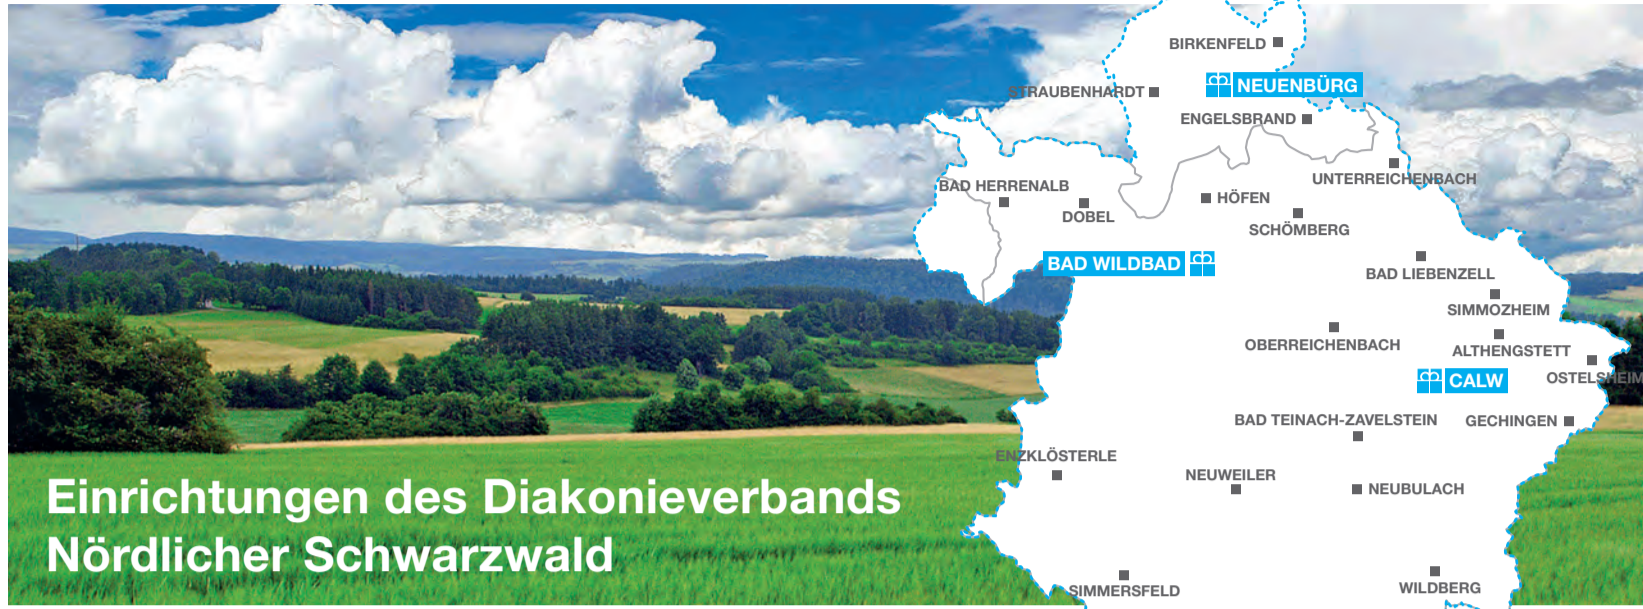 BIRKENFELD
NEUENBÜRG
STRAUBENHARDT
ENGELSBRAND
UNTERREICHENBACH
BAD HERRENALB
HÖFEN
DOBEL
SCHÖMBERG
BAD WILDBAD
BAD LIEBENZELL
SIMMOZHEIM
OBERREICHENBACH
ALTHENGSTETT
OSTELSHEIM
CALW
BAD TEINACH-ZAVELSTEIN
GECHINGEN
ENZKLÖSTERLE
NEUWEILER
NEUBULACH
Einrichtungen des Diakonieverbands
Nördlicher Schwarzwald
SIMMERSFELD
WILDBERG